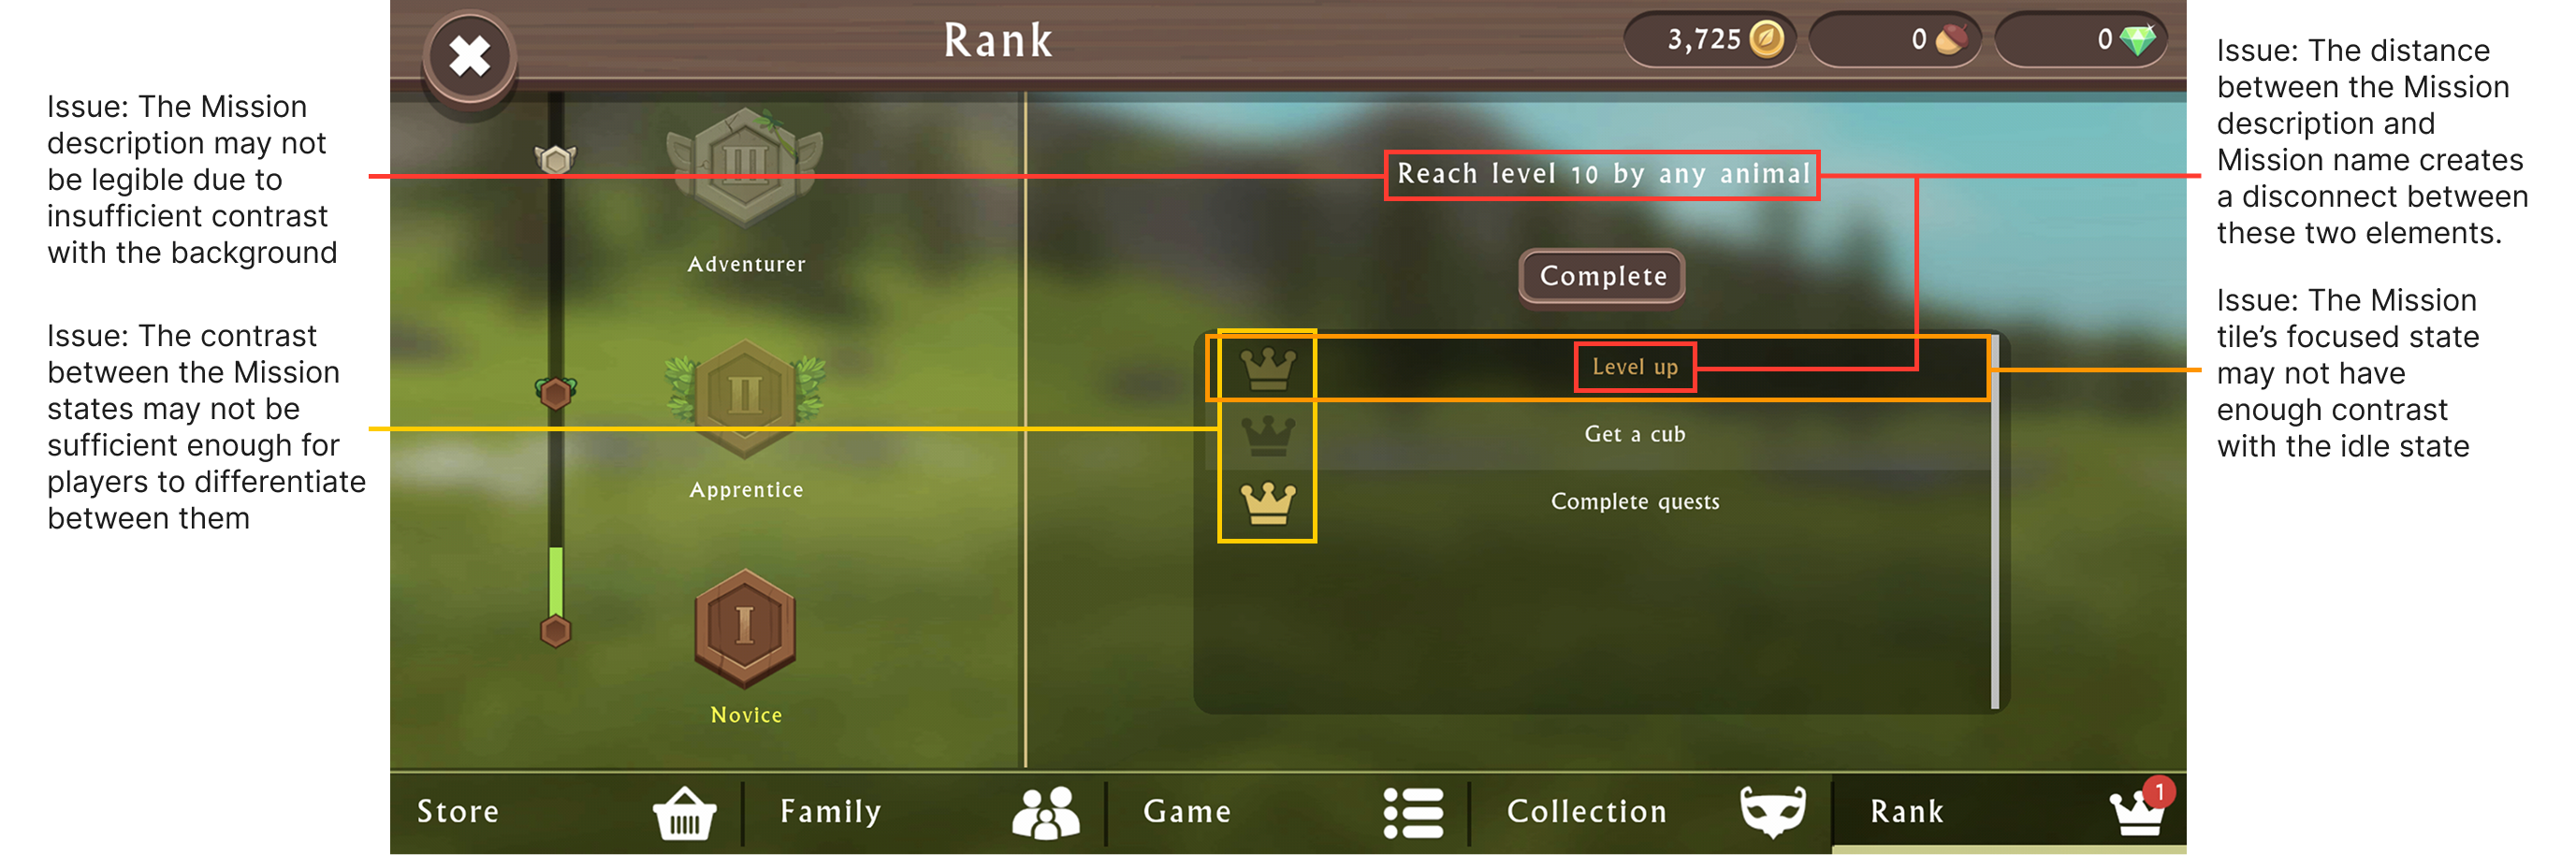 Rank
3,725
0
0
Issue: The Mission
description may not
be legible due to
insufficient contrast
with the background
Issue: The contrast
between the Mission
states may not be
sufficient enough for
players to differentiate
between them
III
Adventurer
II
Apprentice
I
Novice
Reach level 10 by any animal
Complete
Level up
Get a cub
Complete quests
Issue: The distance
between the Mission
description and
Mission name creates
a disconnect between
these two elements.
Issue: The Mission
tile’s focused state
may not have
enough contrast
with the idle state
Store
Family
Game
Collection
Rank
1